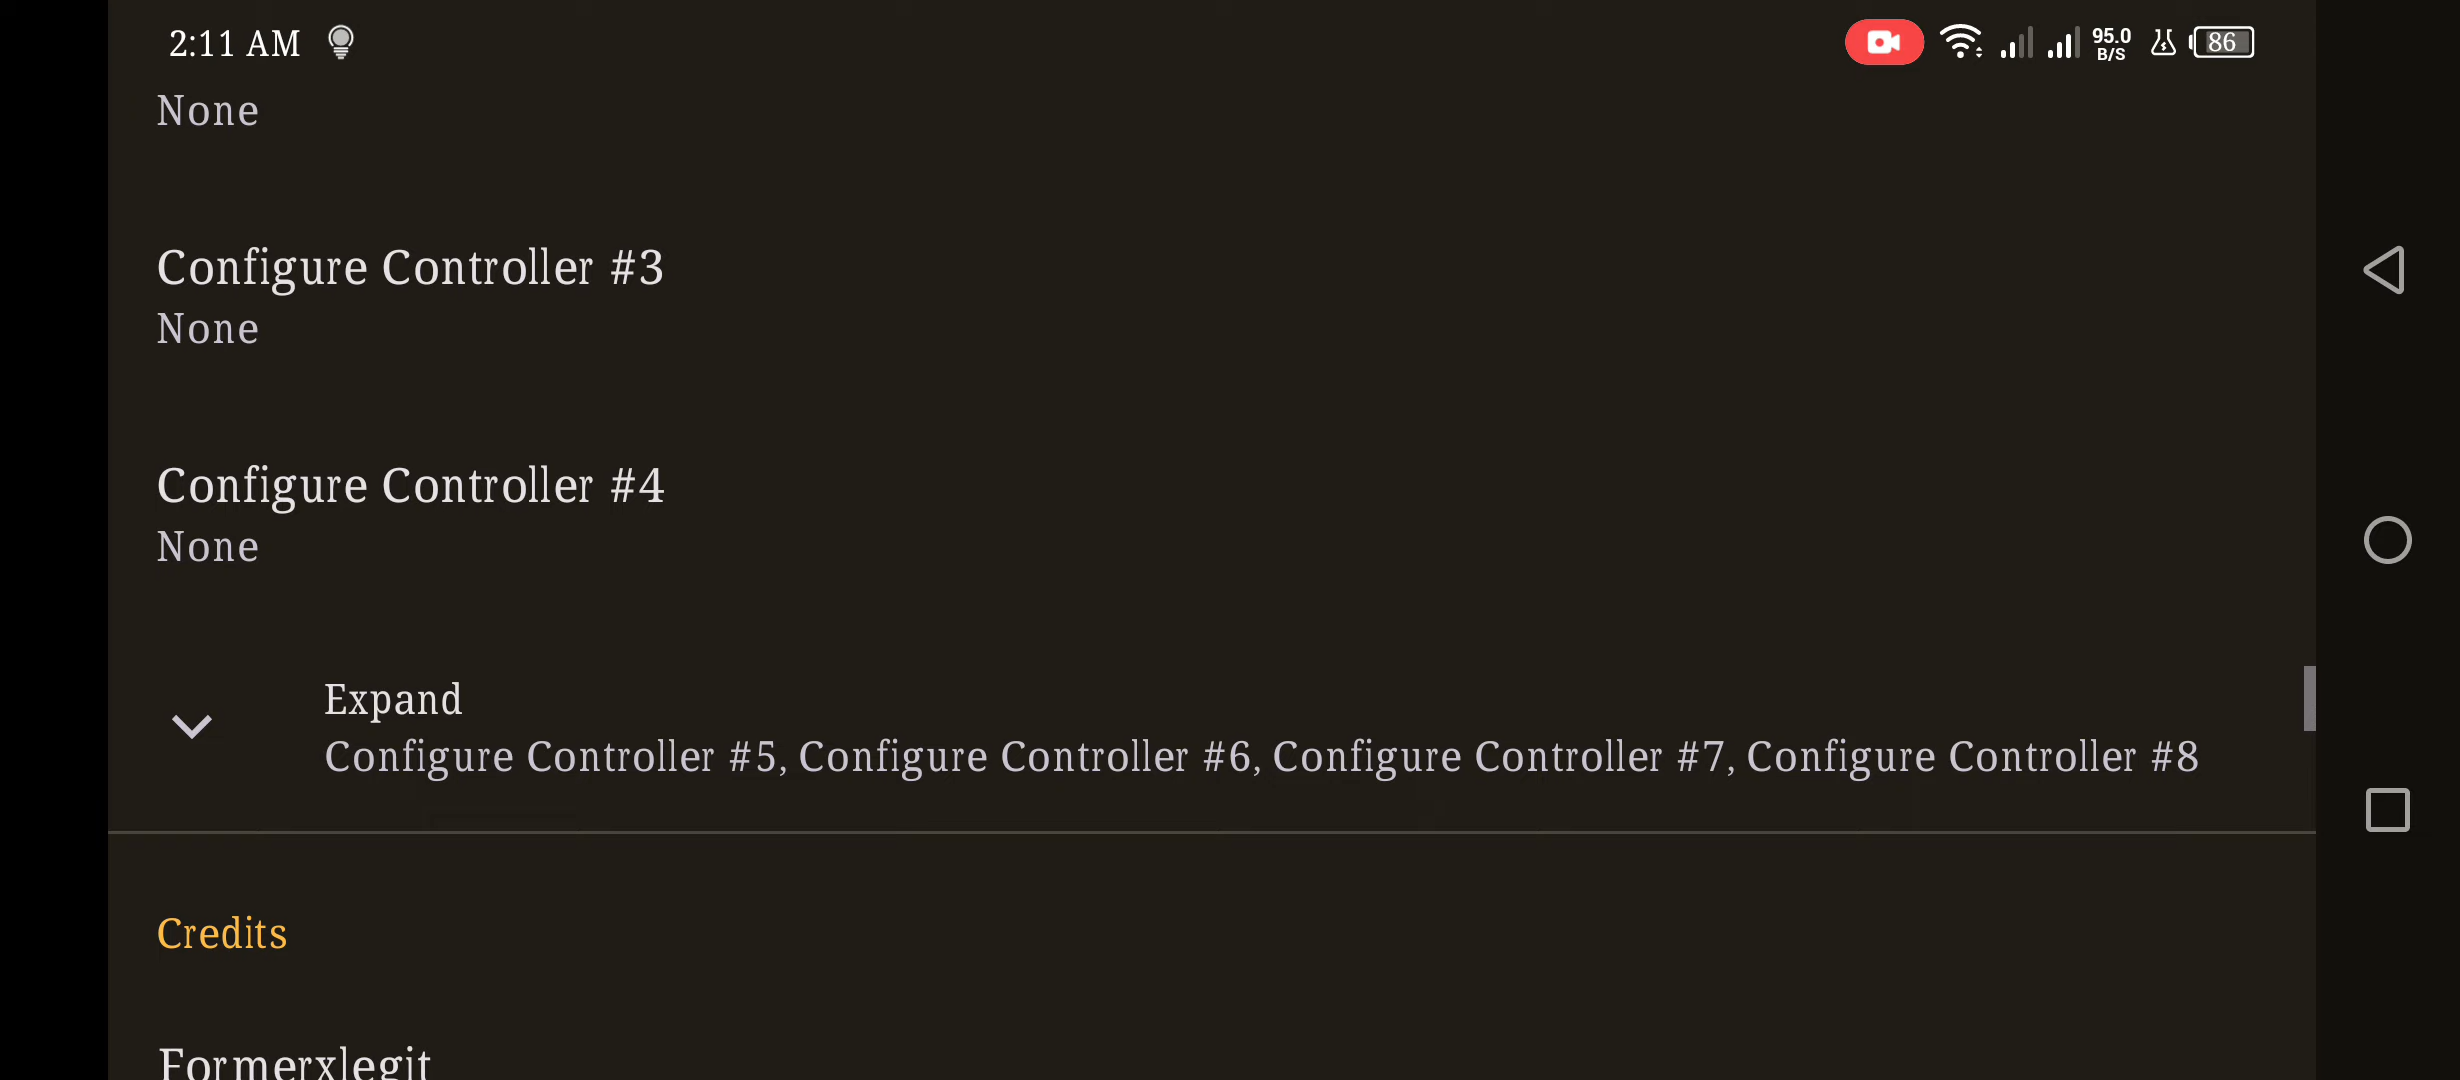 2:11 AM
95.0
B/S
86
None
Configure Controller #3
None
Configure Controller #4
None
Expand
Configure Controller #5, Configure Controller #6, Configure Controller #7, Configure Controller #8
Credits
Formerxlegit